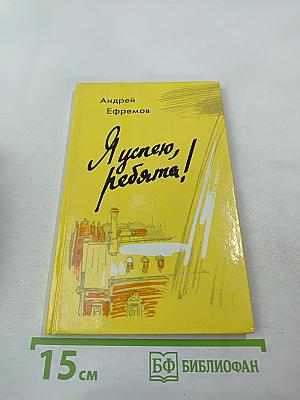 Андрей
Ефремов
Я успею,
ребята!
15 см
БФ БИБЛИОФАН